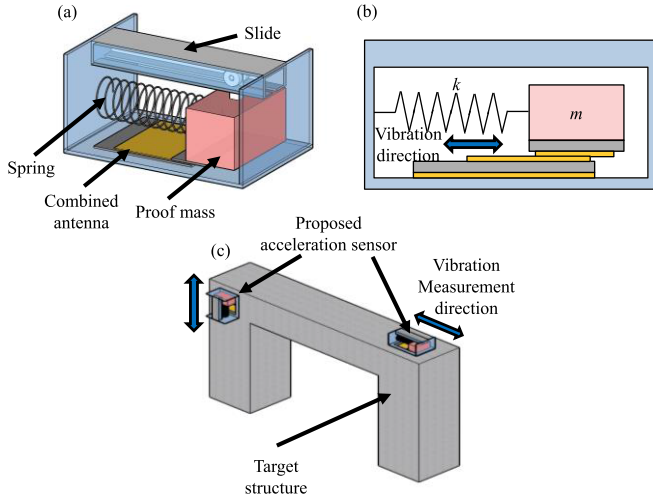 (a)
Slide
Spring
Combined
antenna
Proof mass
(b)
k
m
Vibration
direction
(c)
Proposed
acceleration sensor
Vibration
Measurement
direction
Target
structure